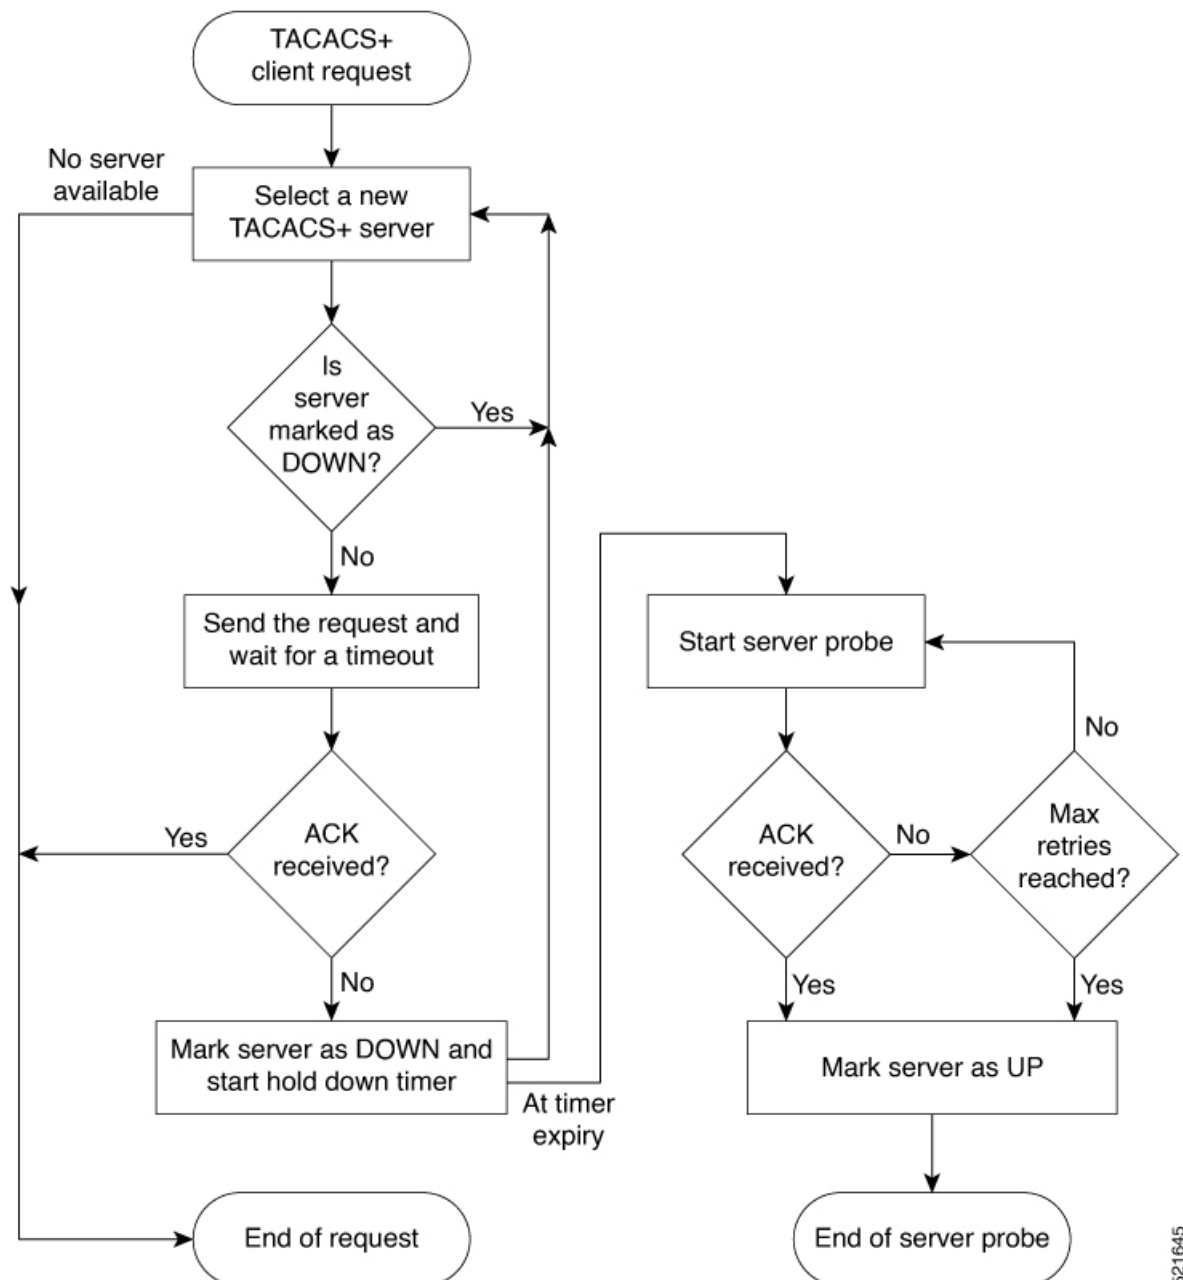 TACACS+
client request
No server
available
Select a new
TACACS+ server
Is
server
marked as
DOWN?
Yes
No
Send the request and
wait for a timeout
Start server probe
No
Yes
ACK
received?
ACK
received?
No
Max
retries
reached?
No
Yes
Yes
Mark server as DOWN and
start hold down timer
Mark server as UP
At timer
expiry
End of request
End of server probe
521645